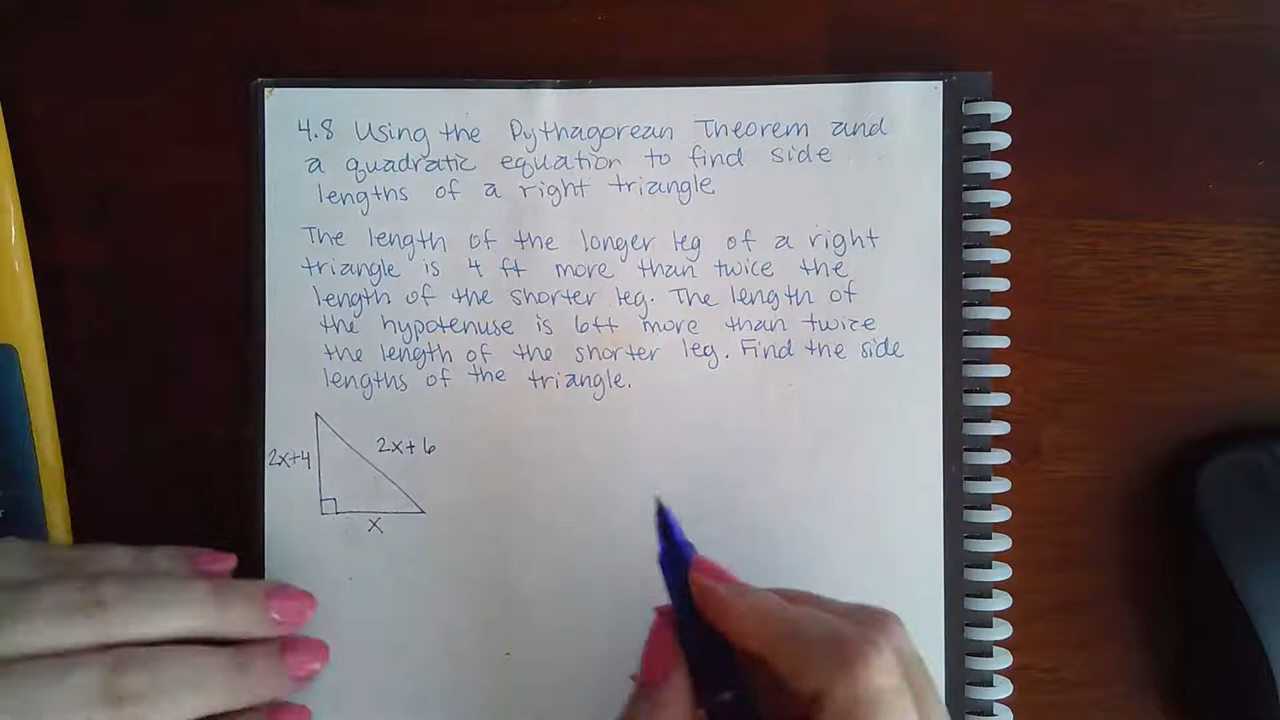 4.8 Using the Pythagorean Theorem and
a quadratic equation to find side
lengths of a right triangle
The length of the longer leg of a right
triangle is 4 ft more than twice the
length of the shorter leg. The length of
the hypotenuse is 6ft more than twice
the length of the shorter leg. Find the side
lengths of the triangle.
2x+6
2x+4
x